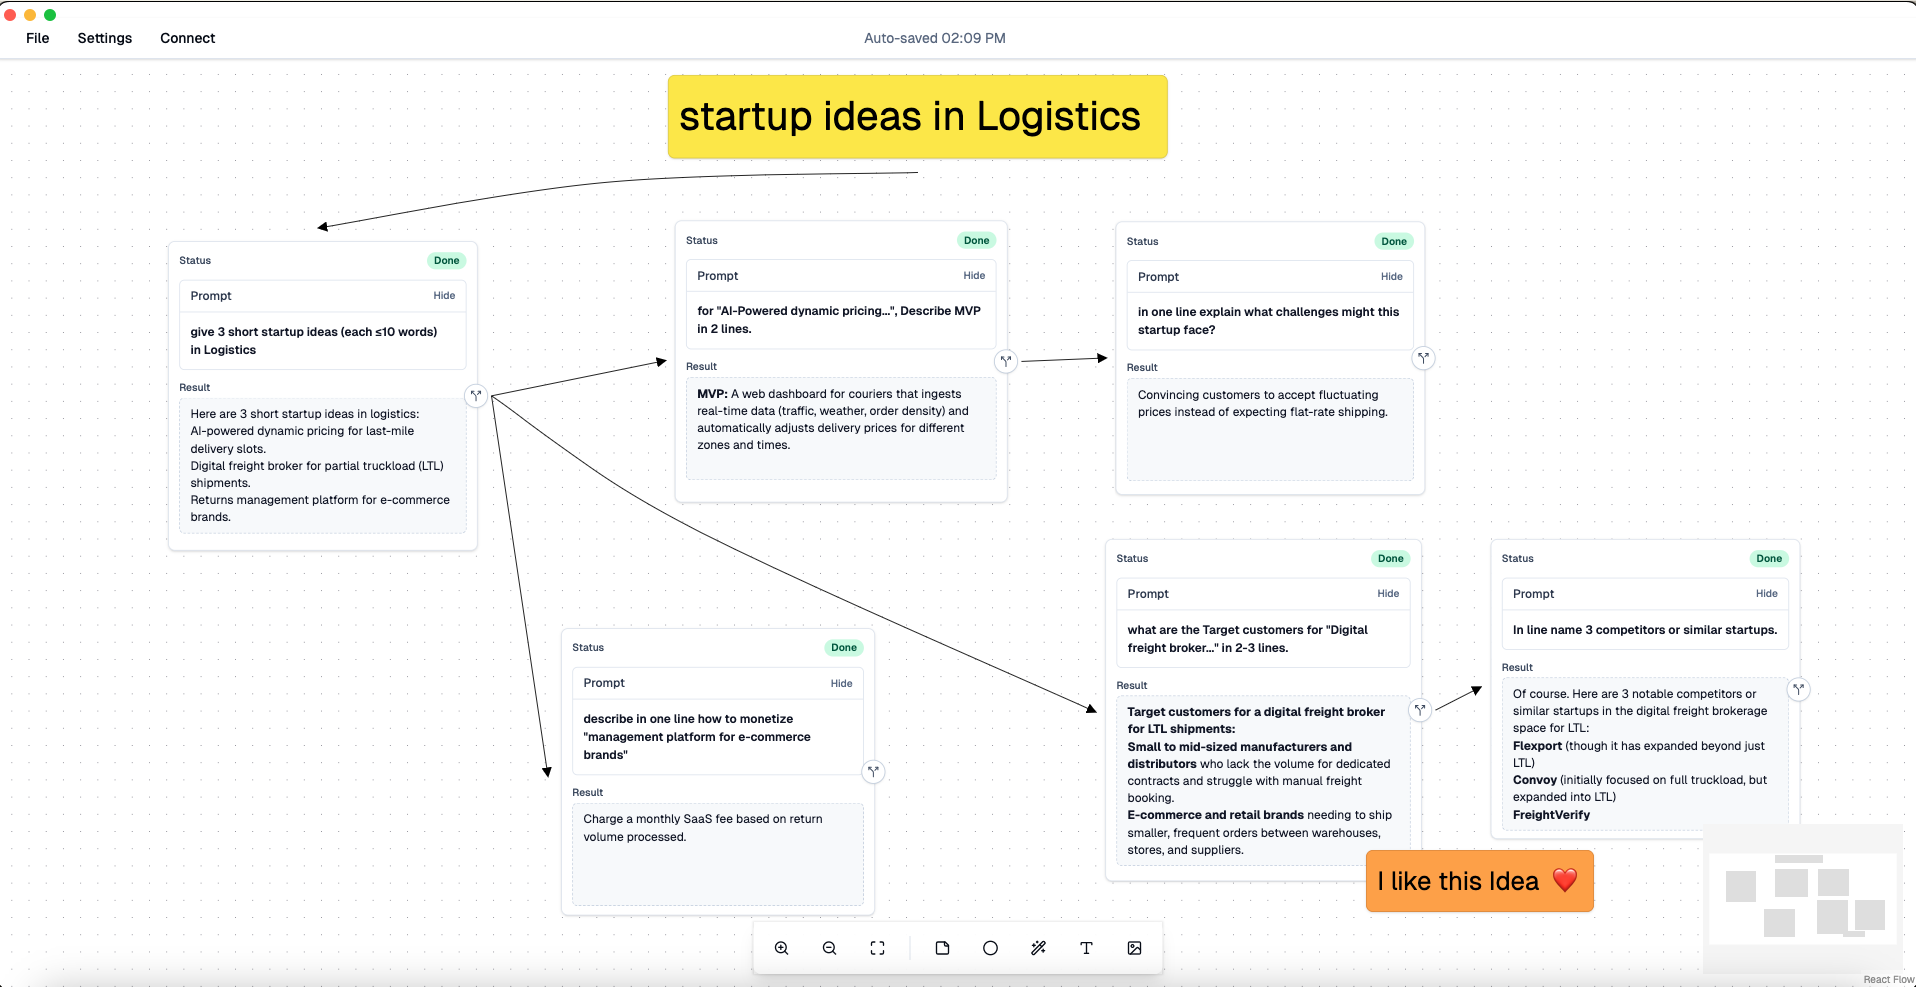 File Settings Connect
Auto-saved 02:09 PM
startup ideas in Logistics
Status Done
Prompt Hide
give 3 short startup ideas (each ≤10 words)
in Logistics
Result
Here are 3 short startup ideas in logistics:
AI-powered dynamic pricing for last-mile
delivery slots.
Digital freight broker for partial truckload (LTL)
shipments.
Returns management platform for e-commerce
brands.
Status Done
Prompt Hide
for "AI-Powered dynamic pricing...", Describe MVP
in 2 lines.
Result
MVP: A web dashboard for couriers that ingests
real-time data (traffic, weather, order density) and
automatically adjusts delivery prices for different
zones and times.
Status Done
Prompt Hide
in one line explain what challenges might this
startup face?
Result
Convincing customers to accept fluctuating
prices instead of expecting flat-rate shipping.
Status Done
Prompt Hide
describe in one line how to monetize
"management platform for e-commerce
brands"
Result
Charge a monthly SaaS fee based on return
volume processed.
Status Done
Prompt Hide
what are the Target customers for "Digital
freight broker..." in 2-3 lines.
Result
Target customers for a digital freight broker
for LTL shipments:
Small to mid-sized manufacturers and
distributors who lack the volume for dedicated
contracts and struggle with manual freight
booking.
E-commerce and retail brands needing to ship
smaller, frequent orders between warehouses,
stores, and suppliers.
Status Done
Prompt Hide
In line name 3 competitors or similar startups.
Result
Of course. Here are 3 notable competitors or
similar startups in the digital freight brokerage
space for LTL:
Flexport (though it has expanded beyond just
LTL)
Convoy (initially focused on full truckload, but
expanded into LTL)
FreightVerify
I like this Idea ❤️
React Flow